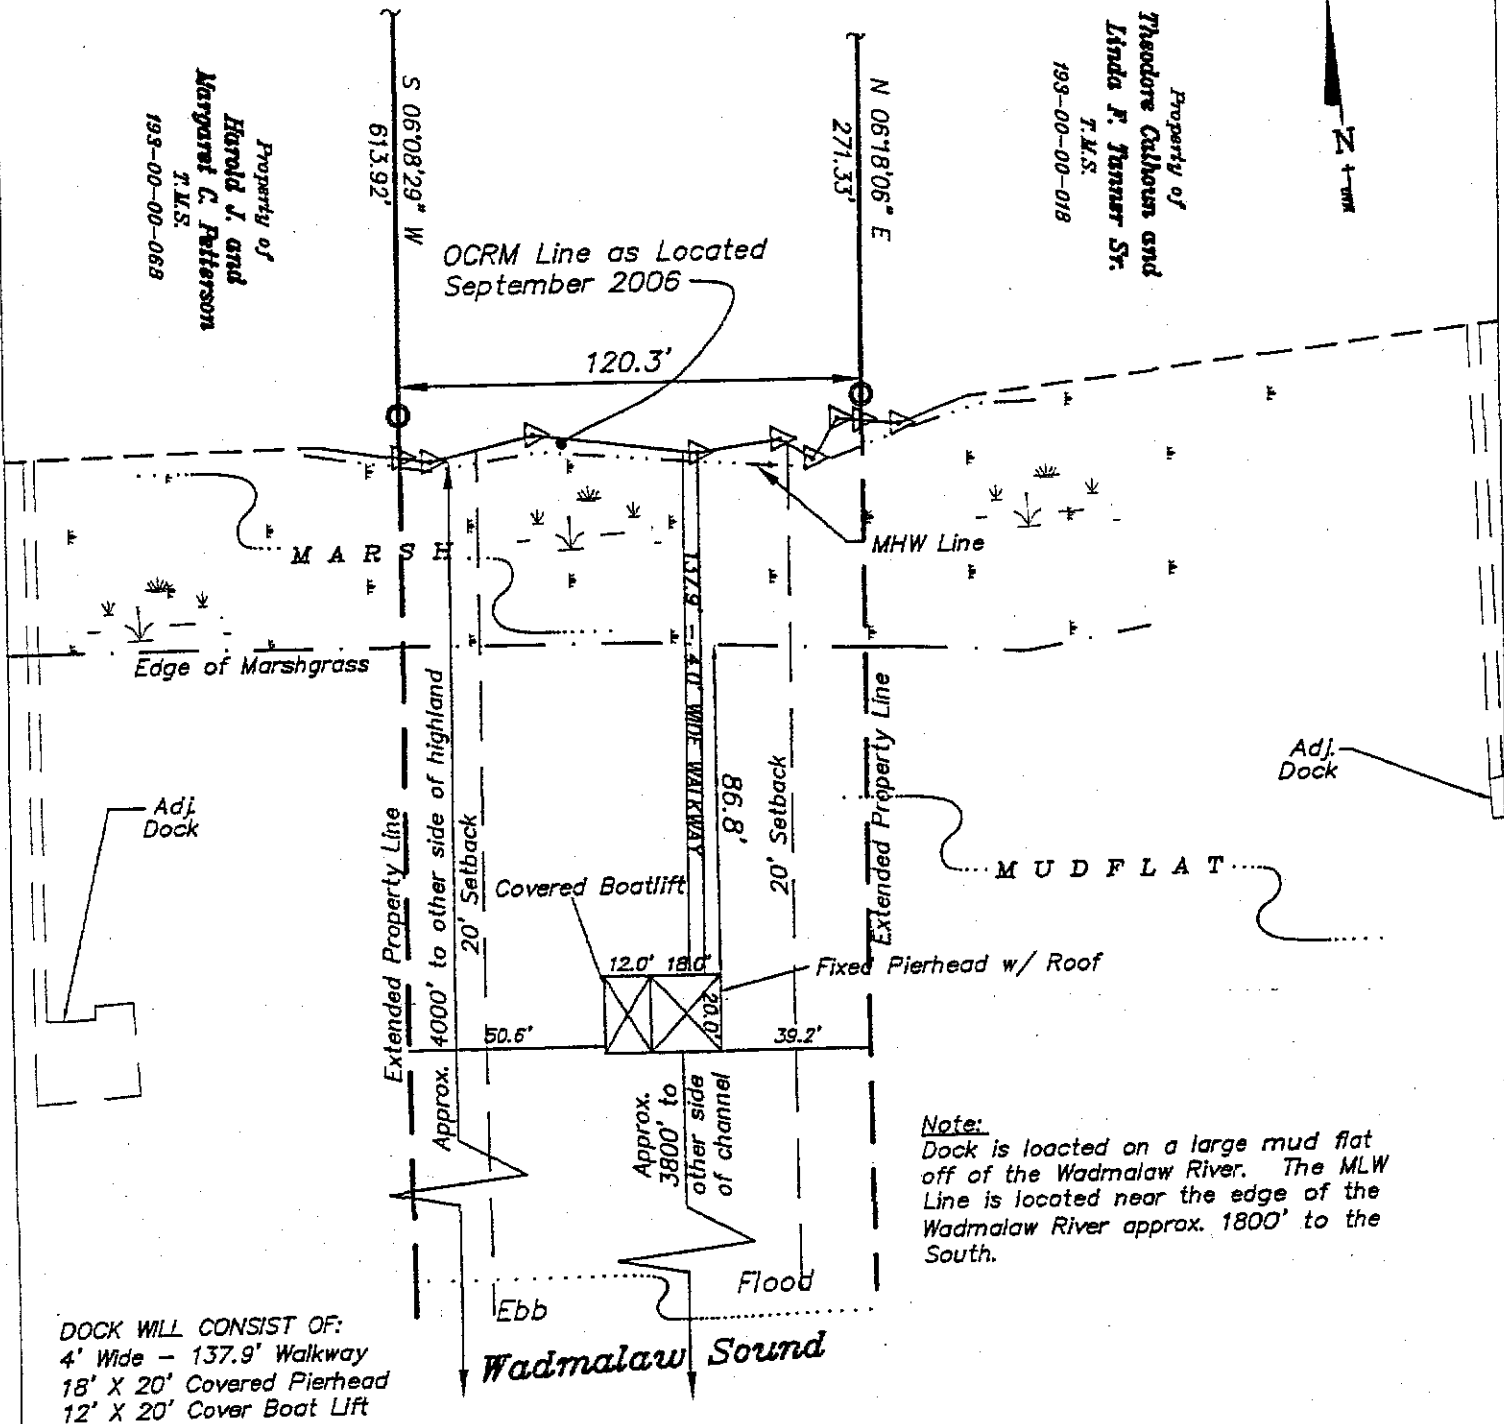 Property of
Harold J. and
Margaret C. Petterson
T.M.S.
193-00-00-068
S 06°08'29" W
613.92'
N 06°18'06" E
271.33'
Property of
Theodore Calhoun and
Linda F. Tanner Sr.
T.M.S.
193-00-00-018
N
OCRM Line as Located
September 2006
120.3'
MARSH
MHW Line
Edge of Marshgrass
137.9' - 4.0' WIDE WALKWAY
86.8'
Extended Property Line
Approx. 4000' to other side of highland
20' Setback
20' Setback
Extended Property Line
Adj.
Dock
Adj.
Dock
MUDFLAT
Covered Boatlift
12.0' 18.0'
20.0'
Fixed Pierhead w/ Roof
50.6'
39.2'
Approx.
3800' to
other side
of channel
Note:
Dock is loacted on a large mud flat
off of the Wadmalaw River. The MLW
Line is located near the edge of the
Wadmalaw River approx. 1800' to the
South.
Flood
Ebb
Wadmalaw Sound
DOCK WILL CONSIST OF:
4' Wide - 137.9' Walkway
18' X 20' Covered Pierhead
12' X 20' Cover Boat Lift